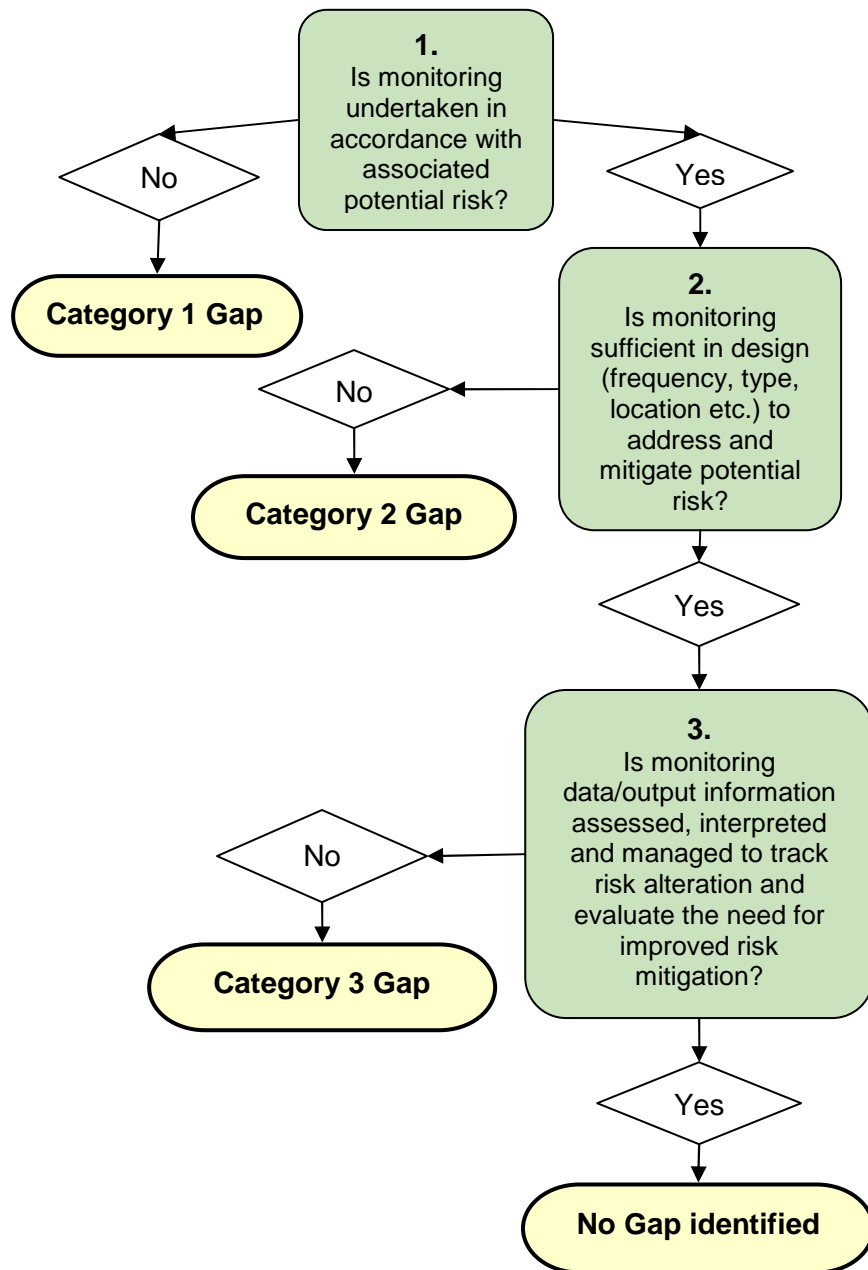 1.
Is monitoring
undertaken in
accordance with
associated
potential risk?
No
Yes
Category 1 Gap
2.
Is monitoring
sufficient in design
(frequency, type,
location etc.) to
address and
mitigate potential
risk?
No
Category 2 Gap
Yes
3.
Is monitoring
data/output information
assessed, interpreted
and managed to track
risk alteration and
evaluate the need for
improved risk
mitigation?
No
Category 3 Gap
Yes
No Gap identified